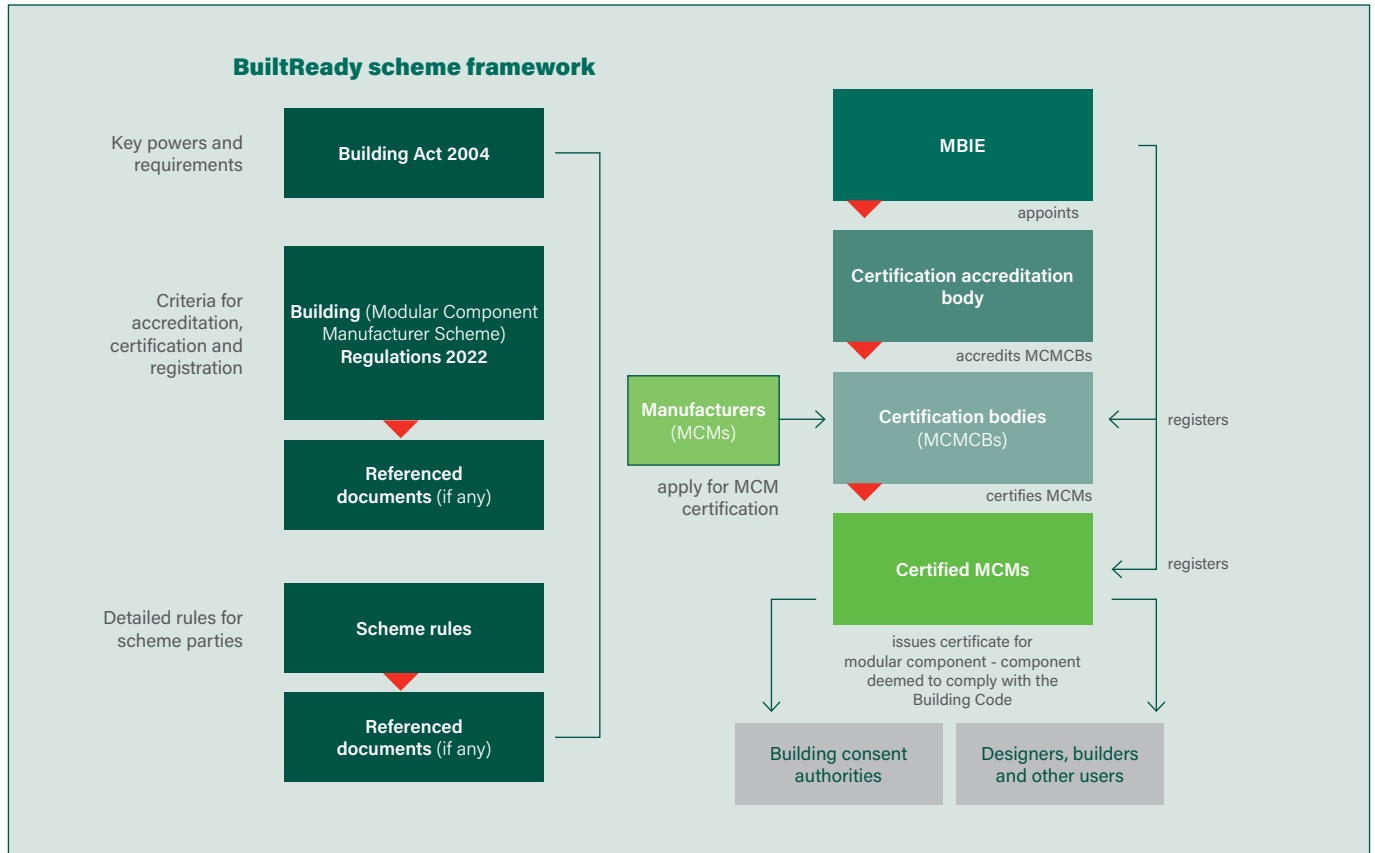 BuiltReady scheme framework
Key powers and
requirements
Building Act 2004
Criteria for
accreditation,
certification and
registration
Building (Modular Component
Manufacturer Scheme)
Regulations 2022
Referenced
documents (if any)
Detailed rules for
scheme parties
Scheme rules
Referenced
documents (if any)
Manufacturers
(MCMs)
apply for MCM
certification
MBIE
appoints
Certification accreditation
body
accredits MCMCBs
Certification bodies
(MCMCBs)
registers
certifies MCMs
Certified MCMs
registers
issues certificate for
modular component - component
deemed to comply with the
Building Code
Building consent
authorities
Designers, builders
and other users